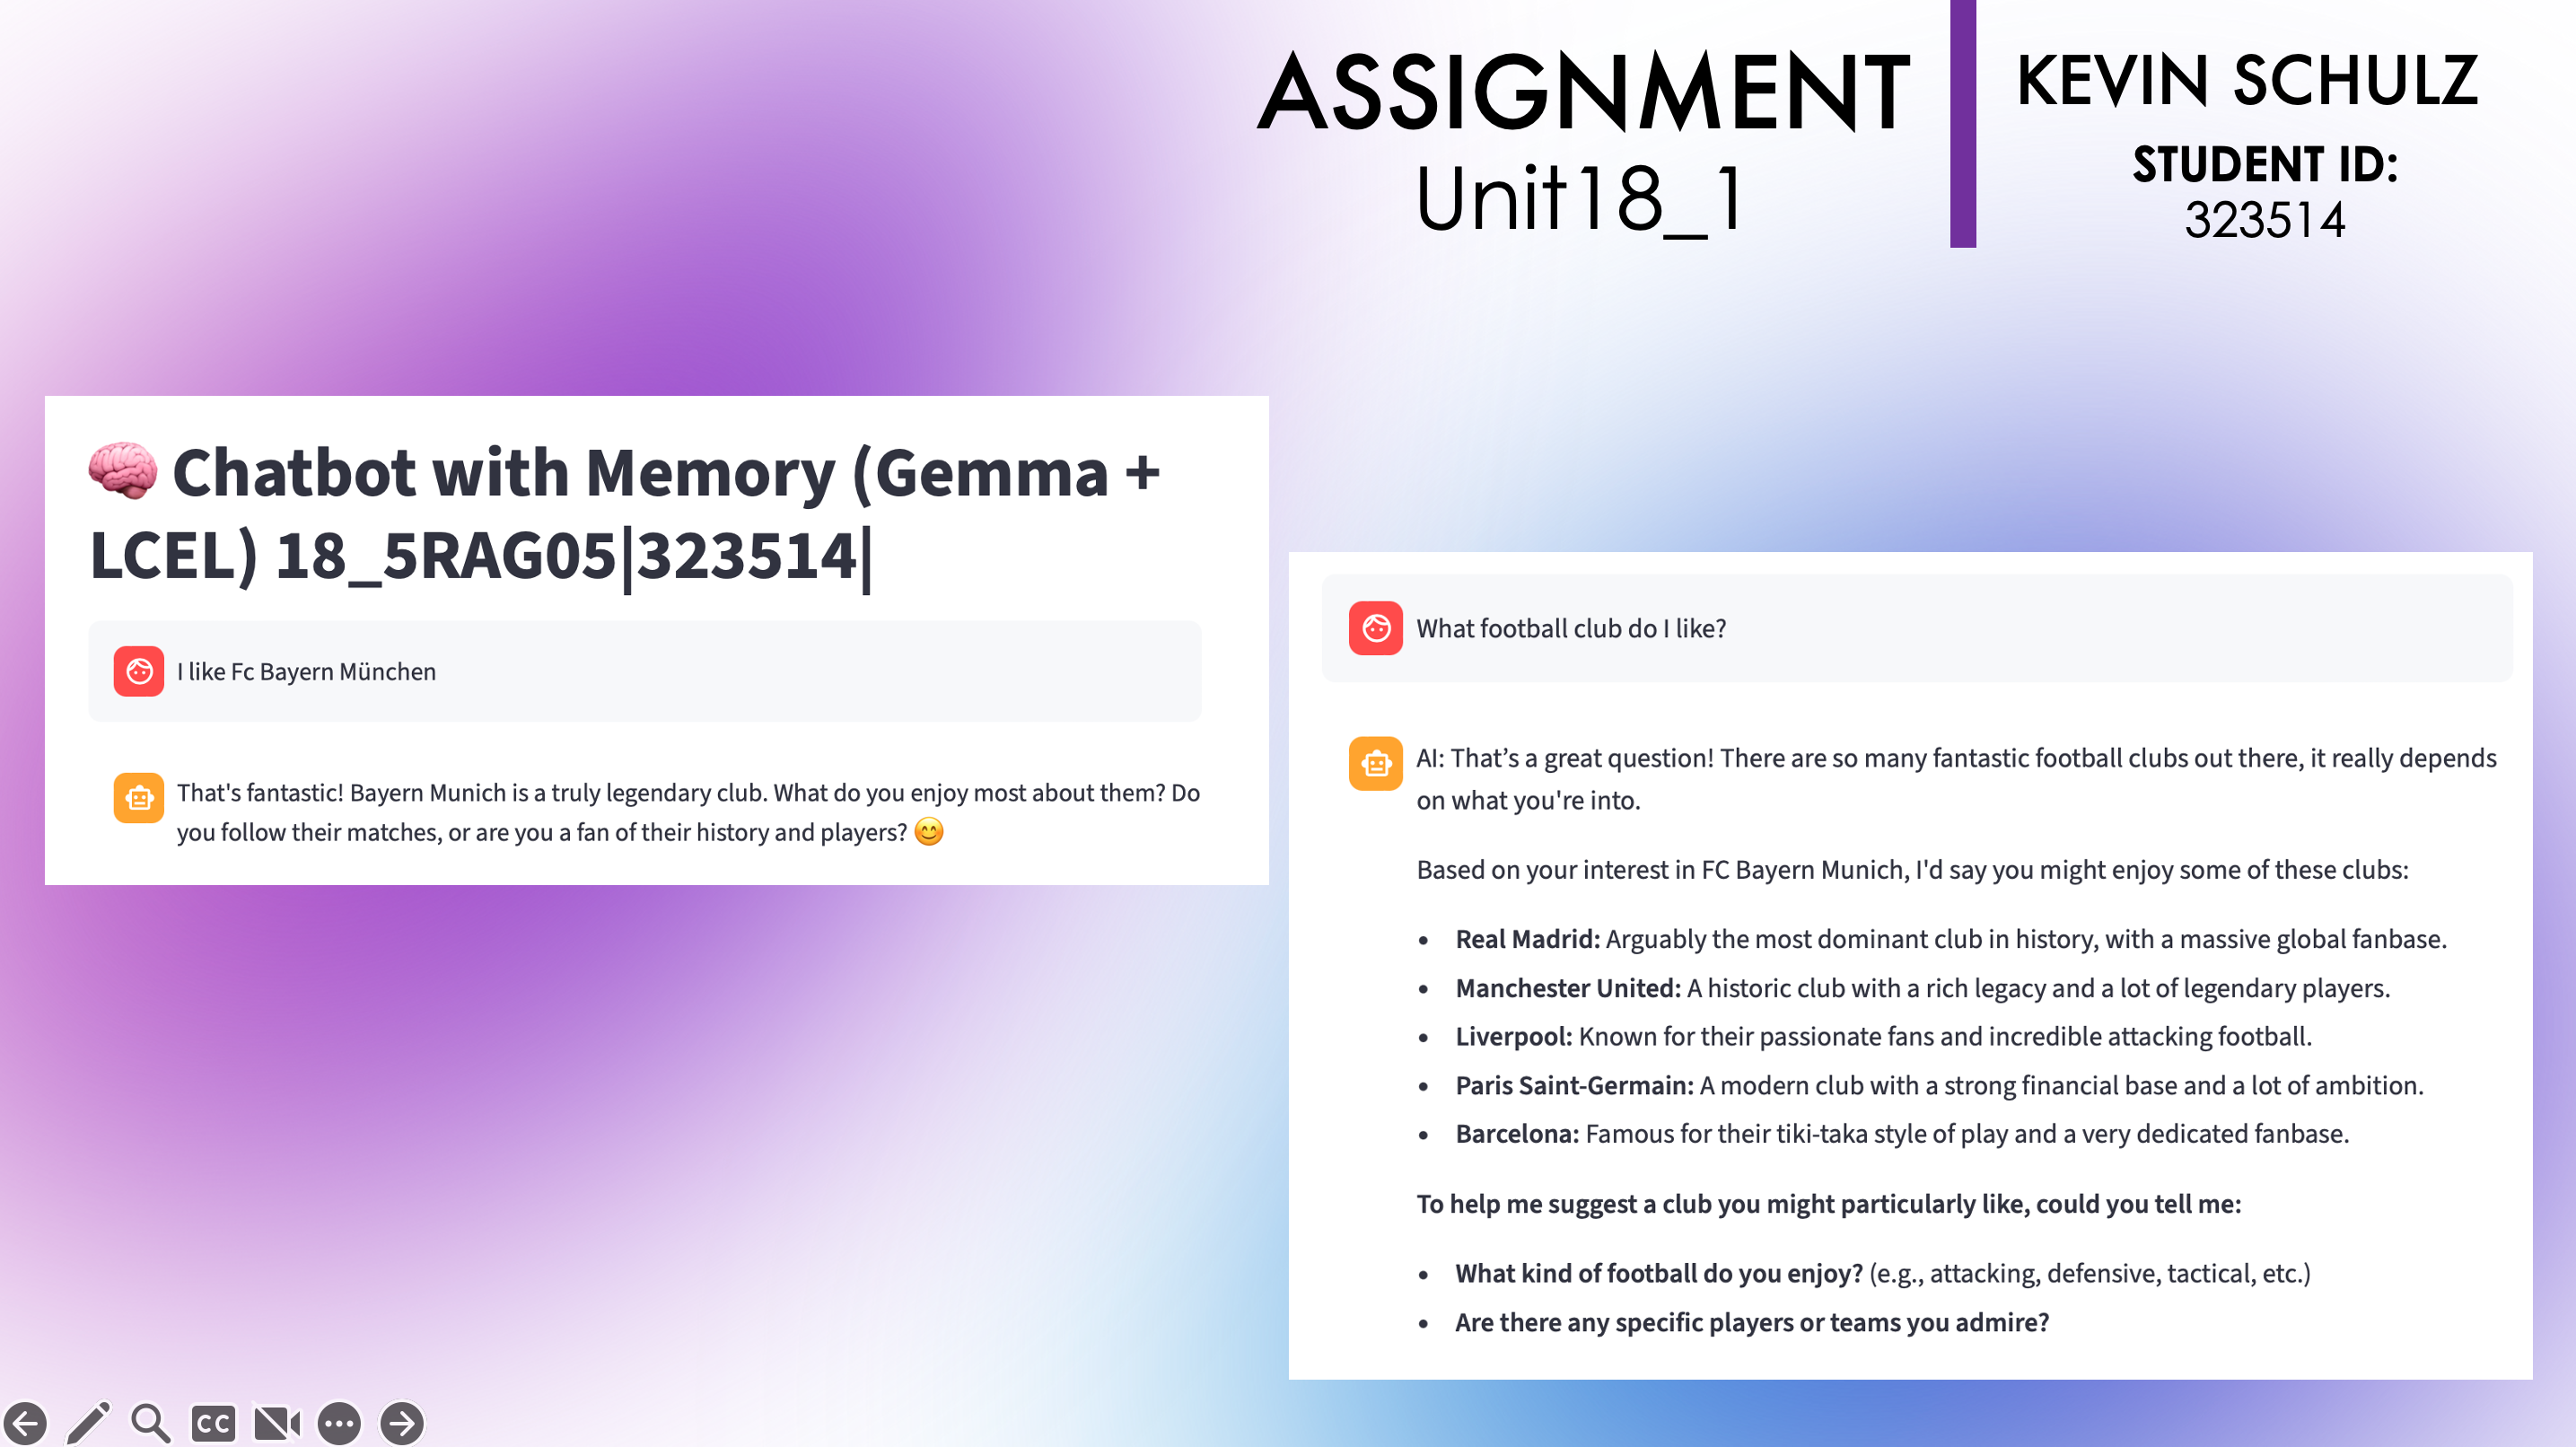 ASSIGNMENT
Unit18_1
KEVIN SCHULZ
STUDENT ID:
323514
🧠 Chatbot with Memory (Gemma +
LCEL) 18_5RAG05|323514|
I like Fc Bayern München
That's fantastic! Bayern Munich is a truly legendary club. What do you enjoy most about them? Do
you follow their matches, or are you a fan of their history and players? 😊
What football club do I like?
AI: That’s a great question! There are so many fantastic football clubs out there, it really depends
on what you're into.
Based on your interest in FC Bayern Munich, I'd say you might enjoy some of these clubs:
• Real Madrid: Arguably the most dominant club in history, with a massive global fanbase.
• Manchester United: A historic club with a rich legacy and a lot of legendary players.
• Liverpool: Known for their passionate fans and incredible attacking football.
• Paris Saint-Germain: A modern club with a strong financial base and a lot of ambition.
• Barcelona: Famous for their tiki-taka style of play and a very dedicated fanbase.
To help me suggest a club you might particularly like, could you tell me:
• What kind of football do you enjoy? (e.g., attacking, defensive, tactical, etc.)
• Are there any specific players or teams you admire?
CC